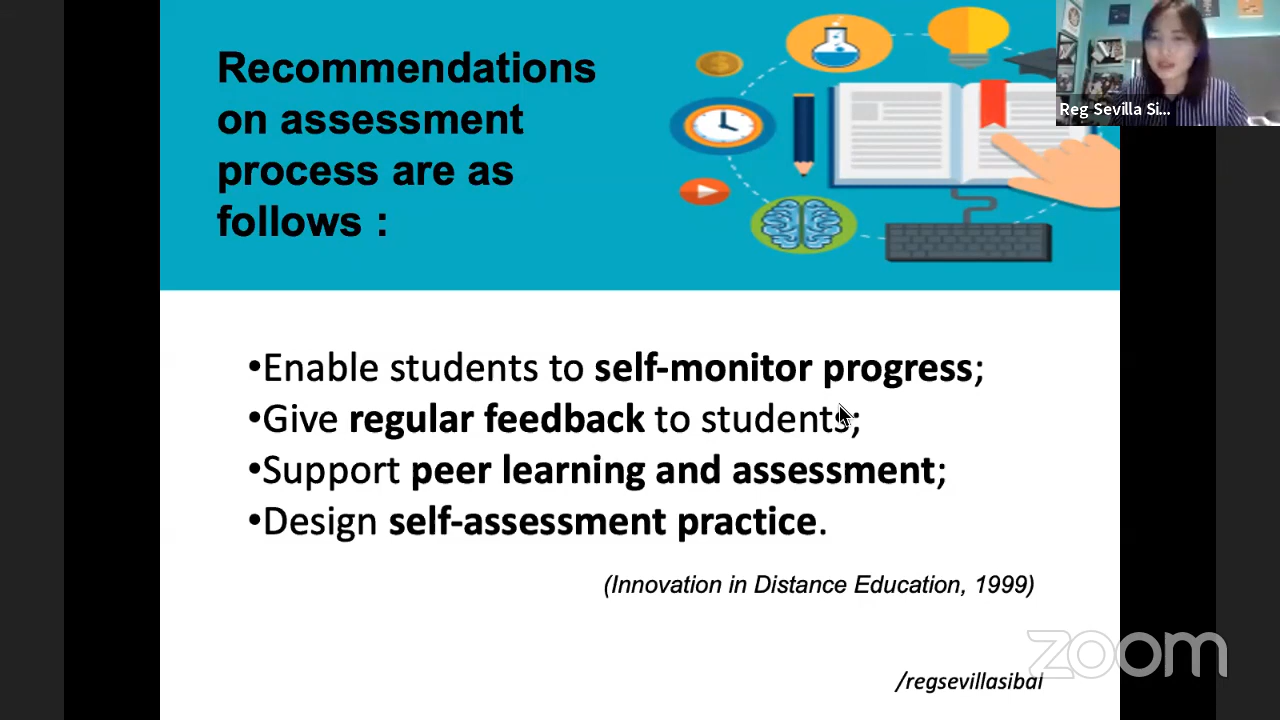 Recommendations
on assessment
process are as
follows :
Reg Sevilla Si...
•Enable students to self-monitor progress;
•Give regular feedback to students;
•Support peer learning and assessment;
•Design self-assessment practice.
(Innovation in Distance Education, 1999)
zoom
/regsevillasibal